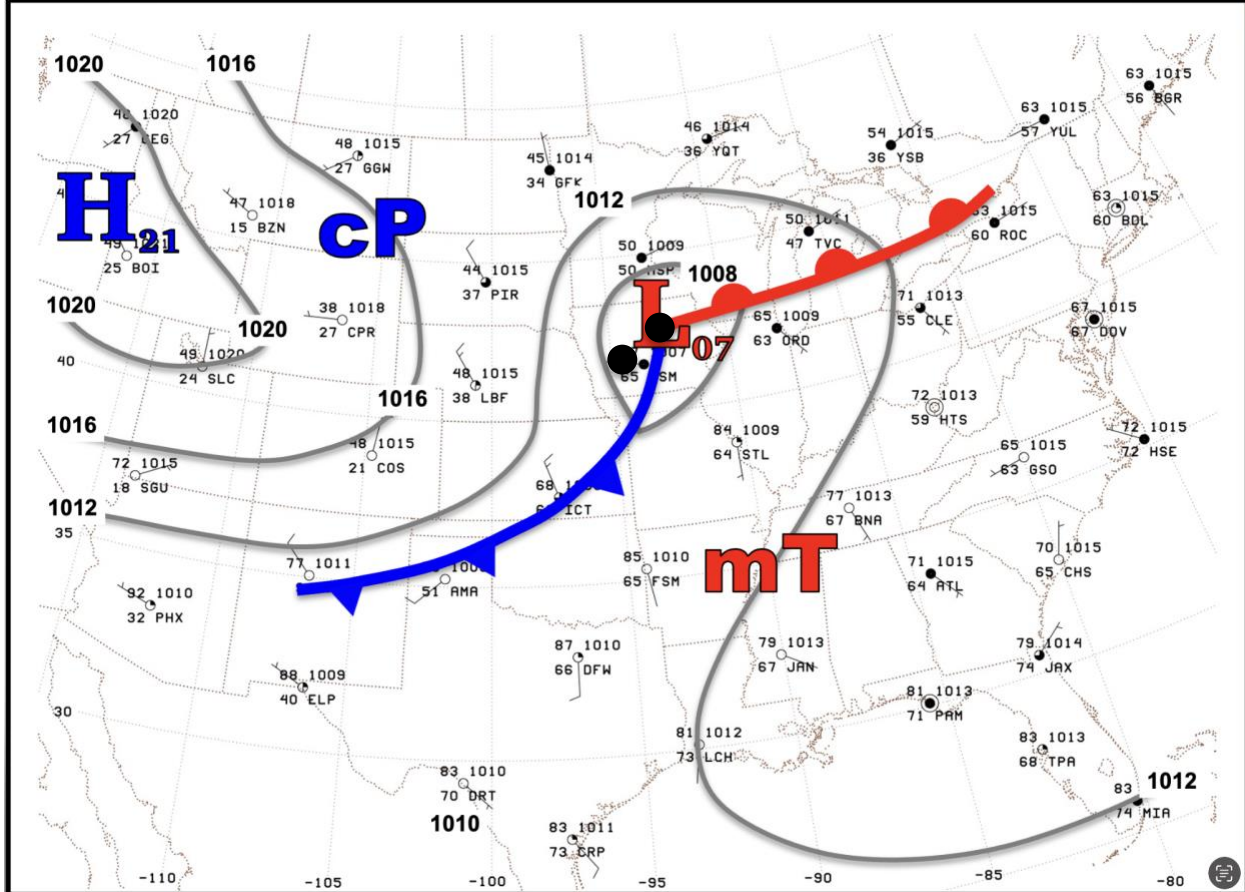 1020
1016
63 1015
56 BGR
1020
27
63 1015
57 YUL
46 1014
36 YQT
54 1015
36 YSB
48 1015
27 GGW
45 1014
34 GFK
H
21
cP
1012
47 1018
15 BZN
63 1015
60 BDL
1015
60 ROC
50
47 TVC
25 BOI
50 1009
50
1008
44 1015
37 PIR
L
07
71 1013
55 CLE
67 1015
67 DOV
1020
38 1018
27 CPR
1020
65 1009
63 ORD
40
49 1020
24 SLC
65
48 1015
38 LBF
1016
72 1013
59 HTS
1016
1015
21 COS
84 1009
64 STL
72 1015
72 HSE
65 1015
63 GSO
72 1015
18 SGU
1012
68
ICT
77 1013
67 BNA
35
mT
77 1011
51 AMA
85 1010
65 FSM
71 1015
64 ATL
70 1015
65 CHS
92 1010
32 PHX
87 1010
66 DFW
79 1013
67 JAN
79 1014
74 JAX
88 1009
40 ELP
81 1013
71 PAM
30
81 1012
73 LCH
83 1013
68 TPA
83 1010
70 DRT
1012
83
74 MIA
1010
83 1011
73 CRP
-110
-105
-100
-95
-90
-85
-80